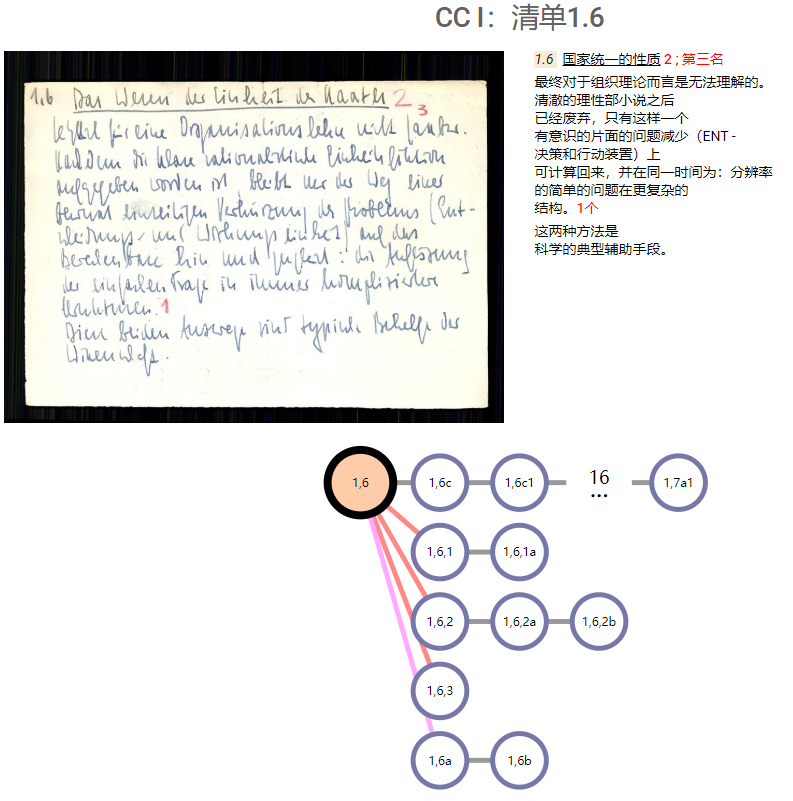 CC I：清单1.6
1,6 Das Wesen der Einheit des Staates 2 3
für eine Organisationslehre nicht fassbar.
Nachdem die klare rationalistische Einheitsfiktion
aufgegeben worden ist, bleibt nur der Weg einer
bewusst einseitigen Verkürzung des Problems (Ent-
scheidungs- und Wirkungseinheit) auf das
Berechenbare hin und zugleich: die Auflösung
der einfachen Frage in immer kompliziertere
Strukturen. 1
Diese beiden Auswege sind typische Behelfe der
Wissenschaft.
1.6 国家统一的性质 2 ; 第三名
最终对于组织理论而言是无法理解的。
清澈的理性部小说之后
已经废弃，只有这样一个
有意识的片面的问题减少（ENT -
决策和行动装置）上
可计算回来，并在同一时间为：分辨率
的简单的问题在更复杂的
结构。1个
这两种方法是
科学的典型辅助手段。
1,6 1,6c 1,6c1 16 ... 1,7a1
1,6,1 1,6,1a
1,6,2 1,6,2a 1,6,2b
1,6,3
1,6a 1,6b